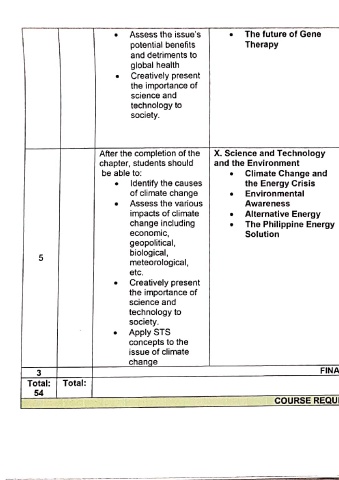 • Assess the issue's
potential benefits
and detriments to
global health
• Creatively present
the importance of
science and
technology to
society.
• The future of Gene
Therapy
5
After the completion of the
chapter, students should
be able to:
• Identify the causes
of climate change
• Assess the various
impacts of climate
change including
economic,
geopolitical,
biological,
meteorological,
etc.
• Creatively present
the importance of
science and
technology to
society.
• Apply STS
concepts to the
issue of climate
change
X. Science and Technology
and the Environment
• Climate Change and
the Energy Crisis
• Environmental
Awareness
• Alternative Energy
• The Philippine Energy
Solution
3
FINA
Total:
54
Total:
COURSE REQUI